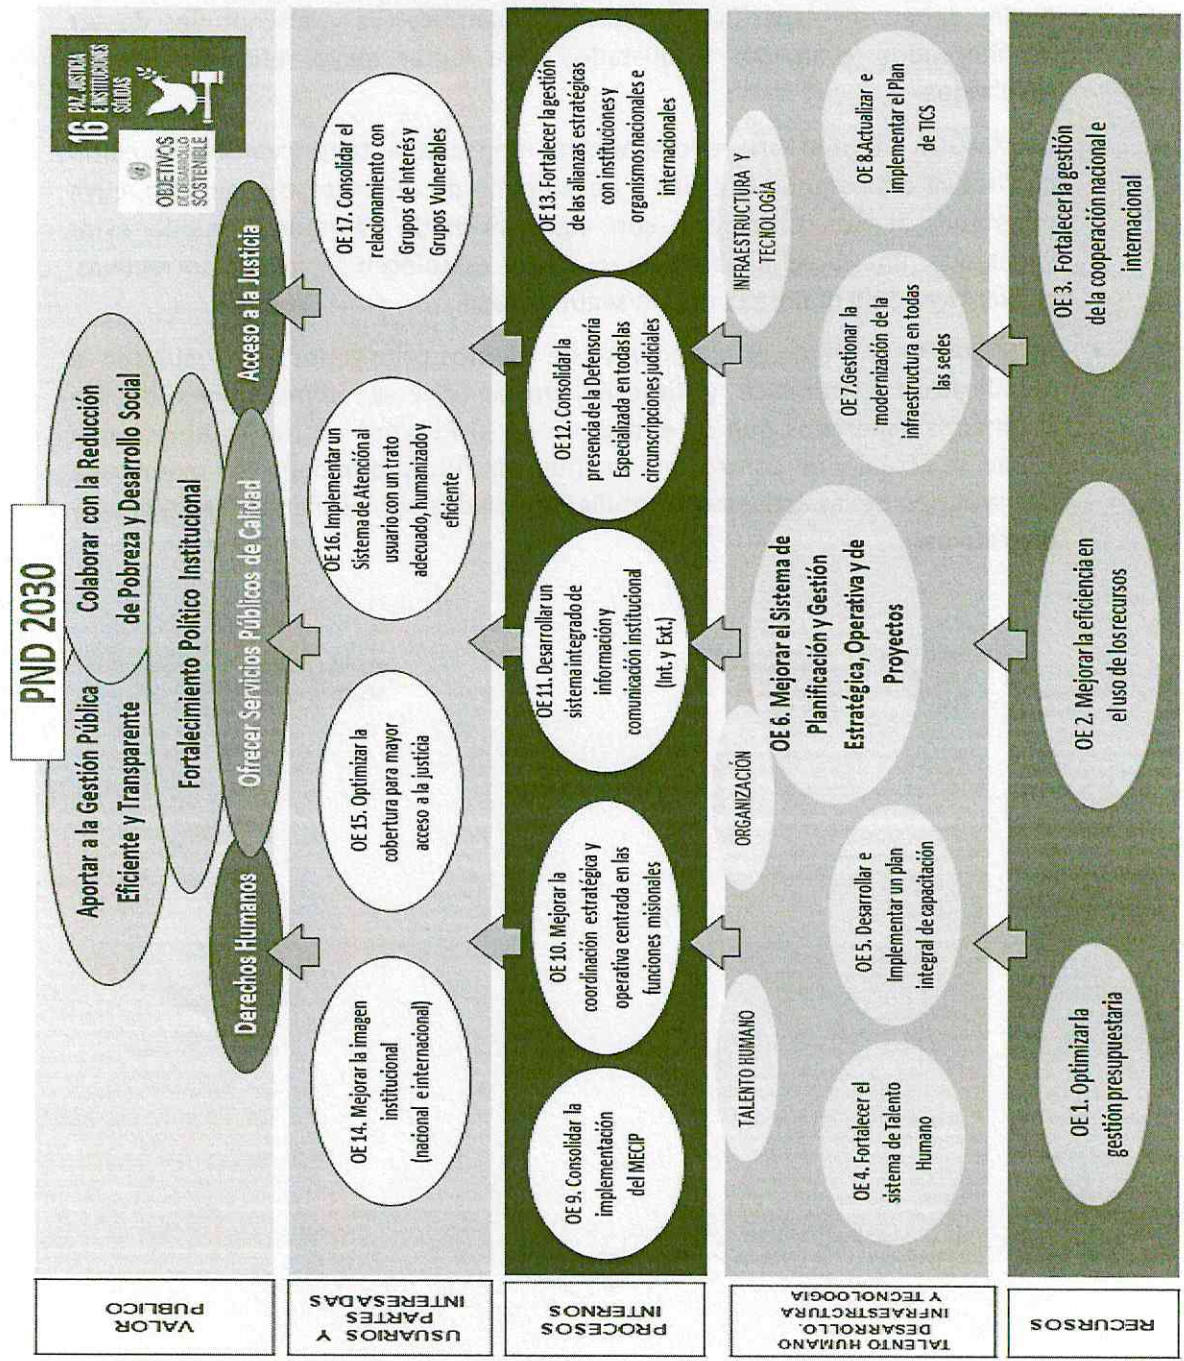 PND 2030
16 PAZ, JUSTICIA
E INSTITUCIONES
SÓLIDAS
OBJETIVOS
DE DESARROLLO
SOSTENIBLE
VALOR
PUBLICO
Aportar a la Gestión Pública
Eficiente y Transparente
Colaborar con la Reducción
de Pobreza y Desarrollo Social
Fortalecimiento Político Institucional
Derechos Humanos
Ofrecer Servicios Públicos de Calidad
Acceso a la Justicia
USUARIOS Y
PARTES
INTERESADAS
OE 14. Mejorar la imagen
institucional
(nacional e internacional)
OE 15. Optimizar la
cobertura para mayor
acceso a la justicia
OE16. Implementar un
Sistema de Atención al
usuario con un trato
adecuado, humanizado y
eficiente
OE 17. Consolidar el
relacionamiento con
Grupos de Interés y
Grupos Vulnerables
PROCESOS
INTERNOS
OE 9. Consolidar la
implementación
del MECIP
OE 10. Mejorar la
coordinación estratégica y
operativa centrada en las
funciones misionales
OE 11. Desarrollar un
sistema integrado de
información y
comunicación institucional
(Int. y Ext.)
OE12. Consolidar la
presencia de la Defensoría
Especializada en todas las
circunscripciones judiciales
OE13. Fortalecer la gestión
de las alianzas estratégicas
con instituciones y
organismos nacionales e
internacionales
TALENTO HUMANO
DESARROLLO.
INFRAESTRCTURA
Y TECNOLOOGIA
TALENTO HUMANO
ORGANIZACIÓN
INFRAESTRUCTURA Y
TECNOLOGÍA
OE 4. Fortalecer el
sistema de Talento
Humano
OE 5. Desarrollar e
Implementar un plan
integral de capacitación
OE 6. Mejorar el Sistema de
Planificación y Gestión
Estratégica, Operativa y de
Proyectos
OE 7.Gestionar la
modernización de la
infraestructura en todas
las sedes
OE 8.Actualizar e
implementar el Plan
de TICS
RECURSOS
OE 1. Optimizar la
gestión presupuestaria
OE 2. Mejorar la eficiencia en
el uso de los recursos
OE 3. Fortalecer la gestión
de la cooperación nacional e
internacional